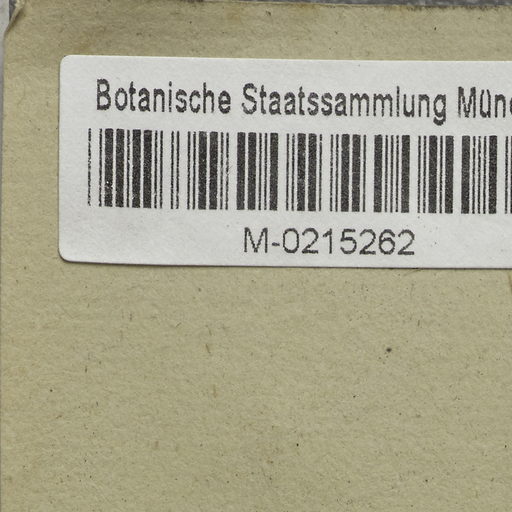 Botanische Staatssammlung Mün
M-0215262